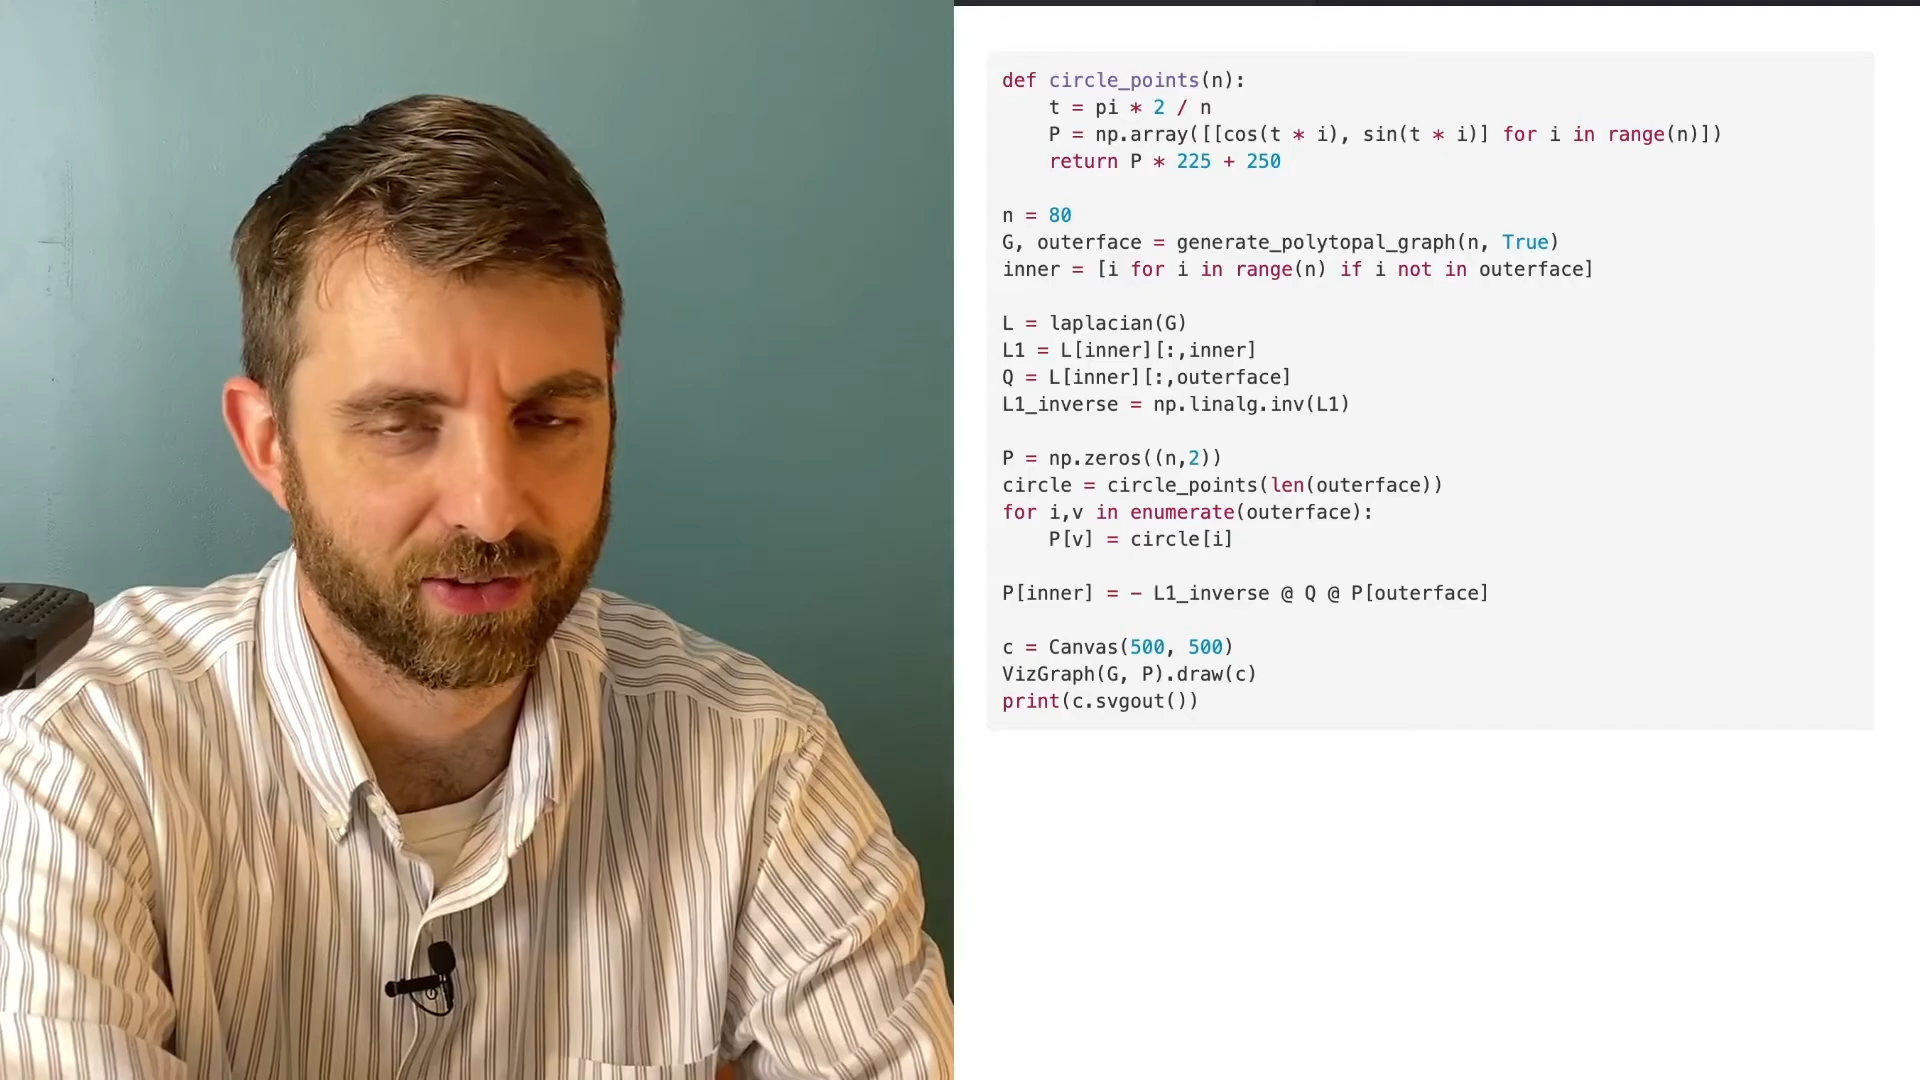 def circle_points(n):
    t = pi * 2 / n
    P = np.array([[cos(t * i), sin(t * i)] for i in range(n)])
    return P * 225 + 250
n = 80
G, outerface = generate_polytopal_graph(n, True)
inner = [i for i in range(n) if i not in outerface]
L = laplacian(G)
L1 = L[inner][:,inner]
Q = L[inner][:,outerface]
L1_inverse = np.linalg.inv(L1)
P = np.zeros((n,2))
circle = circle_points(len(outerface))
for i,v in enumerate(outerface):
    P[v] = circle[i]
P[inner] = - L1_inverse @ Q @ P[outerface]
c = Canvas(500, 500)
VizGraph(G, P).draw(c)
print(c.svgout())